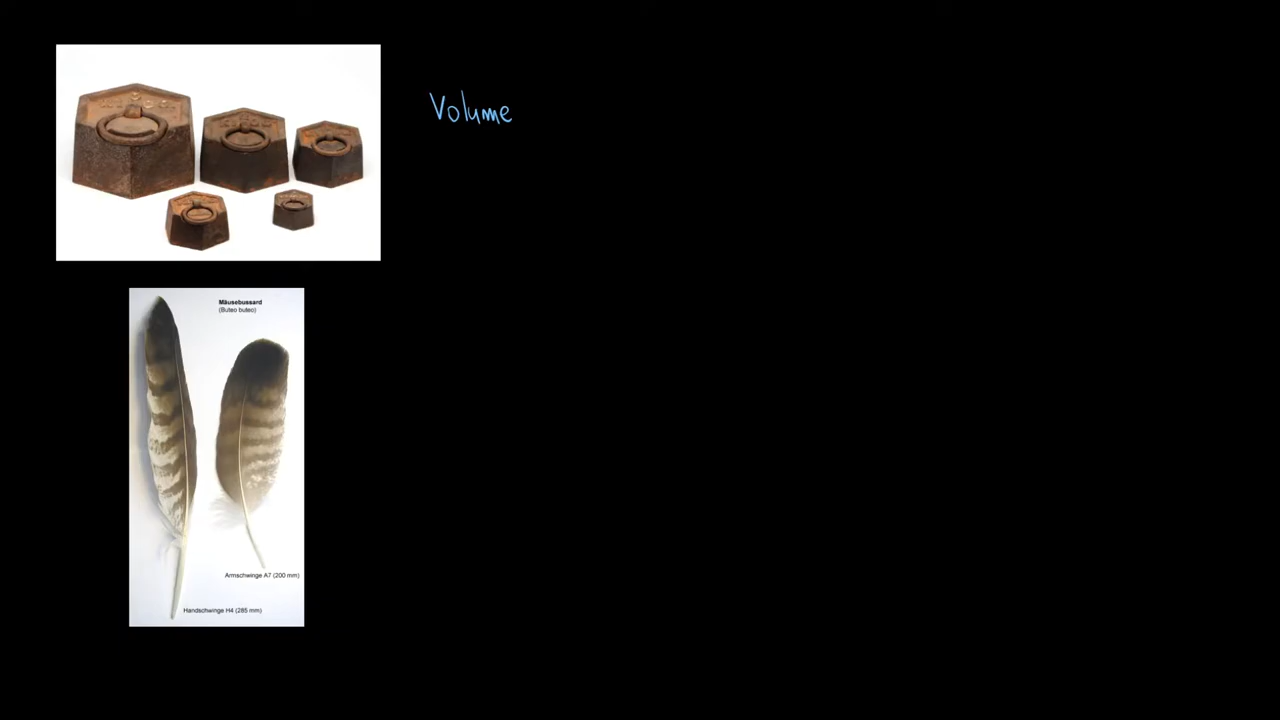 Volume
Mäusebussard
(Buteo buteo)
Armschwinge A7 (200 mm)
Handschwinge H4 (285 mm)